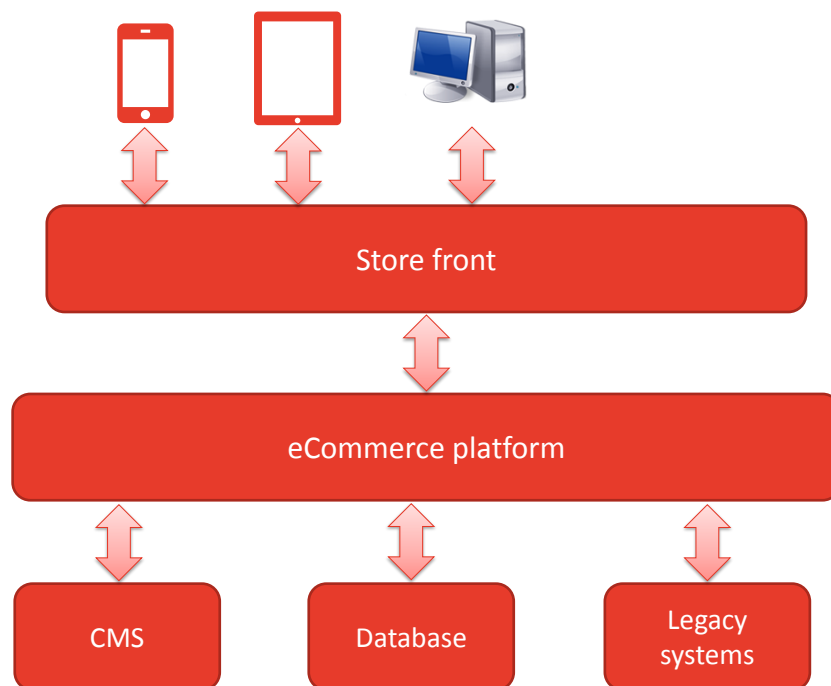 Store front
eCommerce platform
CMS
Database
Legacy
systems